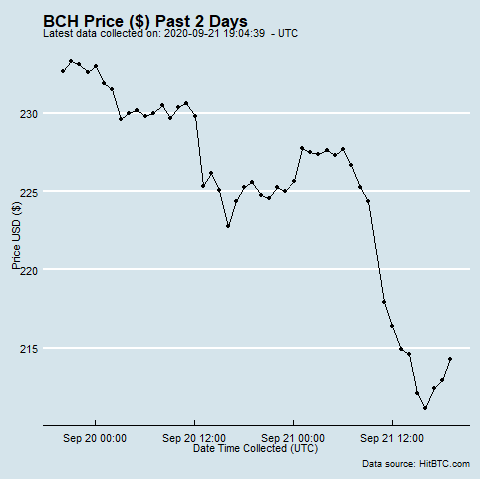 BCH Price ($) Past 2 Days
Latest data collected on: 2020-09-21 19:04:39  - UTC
230
225
220
215
Price USD ($)
Sep 20 00:00
Sep 20 12:00
Sep 21 00:00
Sep 21 12:00
Date Time Collected (UTC)
Data source: HitBTC.com